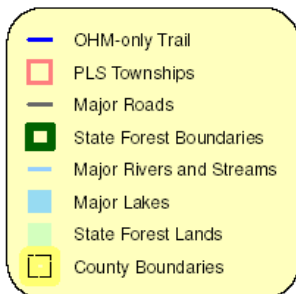 OHM-only Trail
PLS Townships
Major Roads
State Forest Boundaries
Major Rivers and Streams
Major Lakes
State Forest Lands
County Boundaries